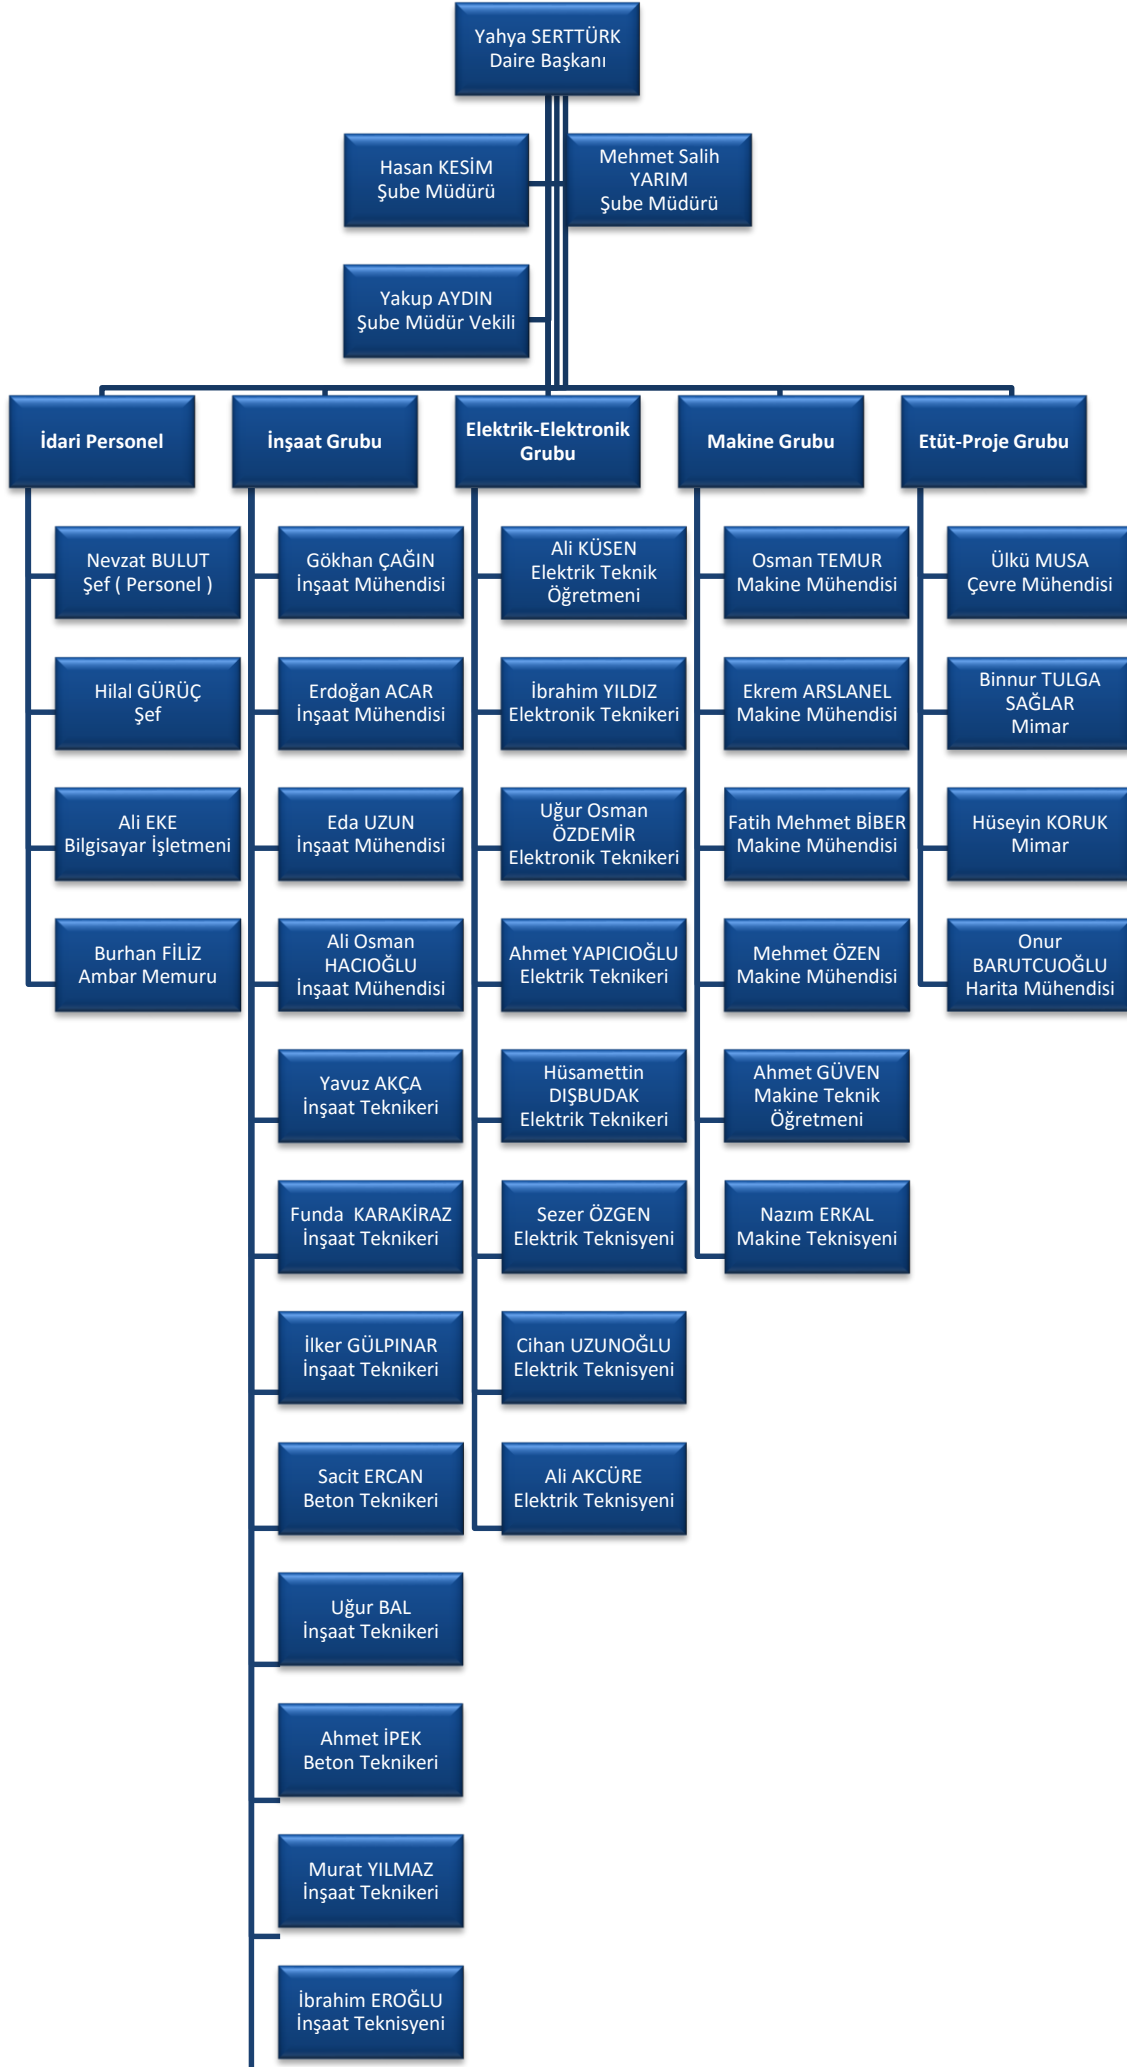 Yahya SERTTÜRK
Daire Başkanı
Hasan KESİM
Şube Müdürü
Mehmet Salih
YARIM
Şube Müdürü
Yakup AYDIN
Şube Müdür Vekili
İdari Personel
Nevzat BULUT
Şef ( Personel )
Hilal GÜRÜÇ
Şef
Ali EKE
Bilgisayar İşletmeni
Burhan FİLİZ
Ambar Memuru
İnşaat Grubu
Gökhan ÇAĞIN
İnşaat Mühendisi
Erdoğan ACAR
İnşaat Mühendisi
Eda UZUN
İnşaat Mühendisi
Ali Osman
HACIOĞLU
İnşaat Mühendisi
Yavuz AKÇA
İnşaat Teknikeri
Funda  KARAKİRAZ
İnşaat Teknikeri
İlker GÜLPINAR
İnşaat Teknikeri
Sacit ERCAN
Beton Teknikeri
Uğur BAL
İnşaat Teknikeri
Ahmet İPEK
Beton Teknikeri
Murat YILMAZ
İnşaat Teknikeri
İbrahim EROĞLU
İnşaat Teknisyeni
Elektrik-Elektronik
Grubu
Ali KÜSEN
Elektrik Teknik
Öğretmeni
İbrahim YILDIZ
Elektronik Teknikeri
Uğur Osman
ÖZDEMİR
Elektronik Teknikeri
Ahmet YAPICIOĞLU
Elektrik Teknikeri
Hüsamettin
DIŞBUDAK
Elektrik Teknikeri
Sezer ÖZGEN
Elektrik Teknisyeni
Cihan UZUNOĞLU
Elektrik Teknisyeni
Ali AKCÜRE
Elektrik Teknisyeni
Makine Grubu
Osman TEMUR
Makine Mühendisi
Ekrem ARSLANEL
Makine Mühendisi
Fatih Mehmet BİBER
Makine Mühendisi
Mehmet ÖZEN
Makine Mühendisi
Ahmet GÜVEN
Makine Teknik
Öğretmeni
Nazım ERKAL
Makine Teknisyeni
Etüt-Proje Grubu
Ülkü MUSA
Çevre Mühendisi
Binnur TULGA
SAĞLAR
Mimar
Hüseyin KORUK
Mimar
Onur
BARUTCUOĞLU
Harita Mühendisi